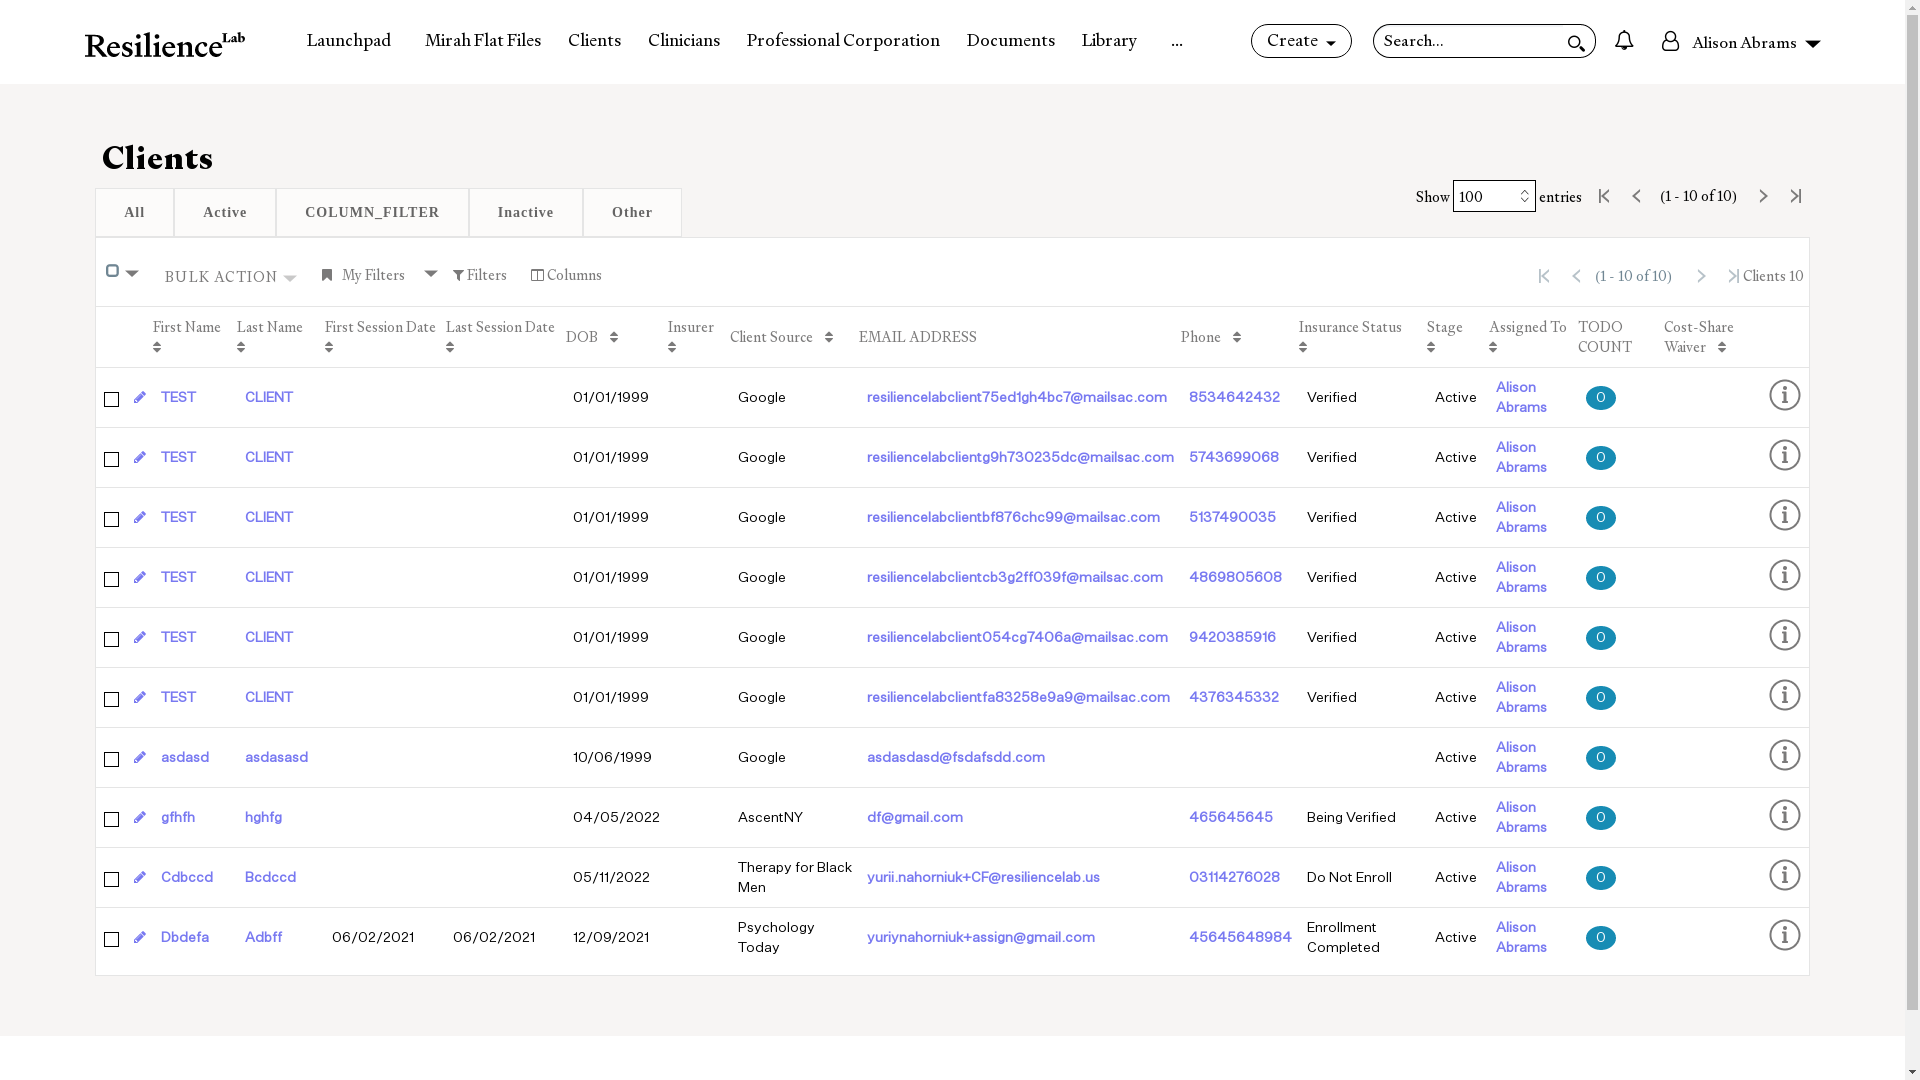 ResilienceLab Launchpad Mirah Flat Files Clients Clinicians Professional Corporation Documents Library ... Create Search... Alison Abrams
Clients
Show 100 entries (1 - 10 of 10)
All Active COLUMN_FILTER Inactive Other
BULK ACTION My Filters Filters Columns (1 - 10 of 10) Clients 10
First Name Last Name First Session Date Last Session Date DOB Insurer Client Source EMAIL ADDRESS Phone Insurance Status Stage Assigned To TODO COUNT Cost-Share Waiver
TEST CLIENT 01/01/1999 Google resiliencelabclient75ed1gh4bc7@mailsac.com 8534642432 Verified Active Alison Abrams 0
TEST CLIENT 01/01/1999 Google resiliencelabclientg9h730235dc@mailsac.com 5743699068 Verified Active Alison Abrams 0
TEST CLIENT 01/01/1999 Google resiliencelabclientbf876chc99@mailsac.com 5137490035 Verified Active Alison Abrams 0
TEST CLIENT 01/01/1999 Google resiliencelabclientcb3g2ff039f@mailsac.com 4869805608 Verified Active Alison Abrams 0
TEST CLIENT 01/01/1999 Google resiliencelabclient054cg7406a@mailsac.com 9420385916 Verified Active Alison Abrams 0
TEST CLIENT 01/01/1999 Google resiliencelabclientfa83258e9a9@mailsac.com 4376345332 Verified Active Alison Abrams 0
asdasd asdasasd 10/06/1999 Google asdasdasd@fsdafsdd.com Active Alison Abrams 0
gfhfh hghfg 04/05/2022 AscentNY df@gmail.com 465645645 Being Verified Active Alison Abrams 0
Cdbccd Bcdccd 05/11/2022 Therapy for Black Men yurii.nahorniuk+CF@resiliencelab.us 03114276028 Do Not Enroll Active Alison Abrams 0
Dbdefa Adbff 06/02/2021 06/02/2021 12/09/2021 Psychology Today yuriynahorniuk+assign@gmail.com 45645648984 Enrollment Completed Active Alison Abrams 0